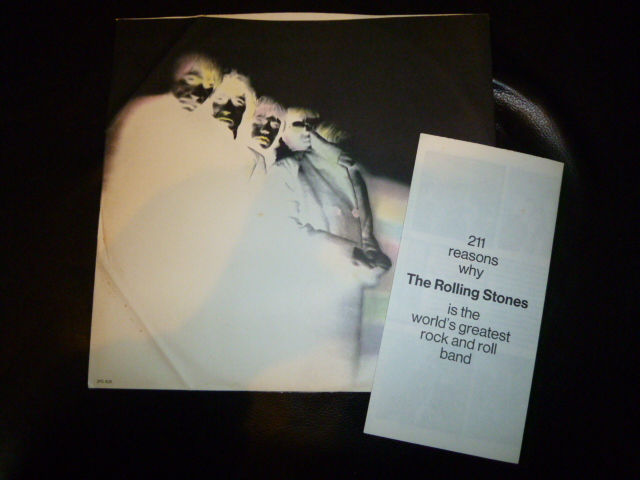 211
reasons
why
The Rolling Stones
is the
world's greatest
rock and roll
band